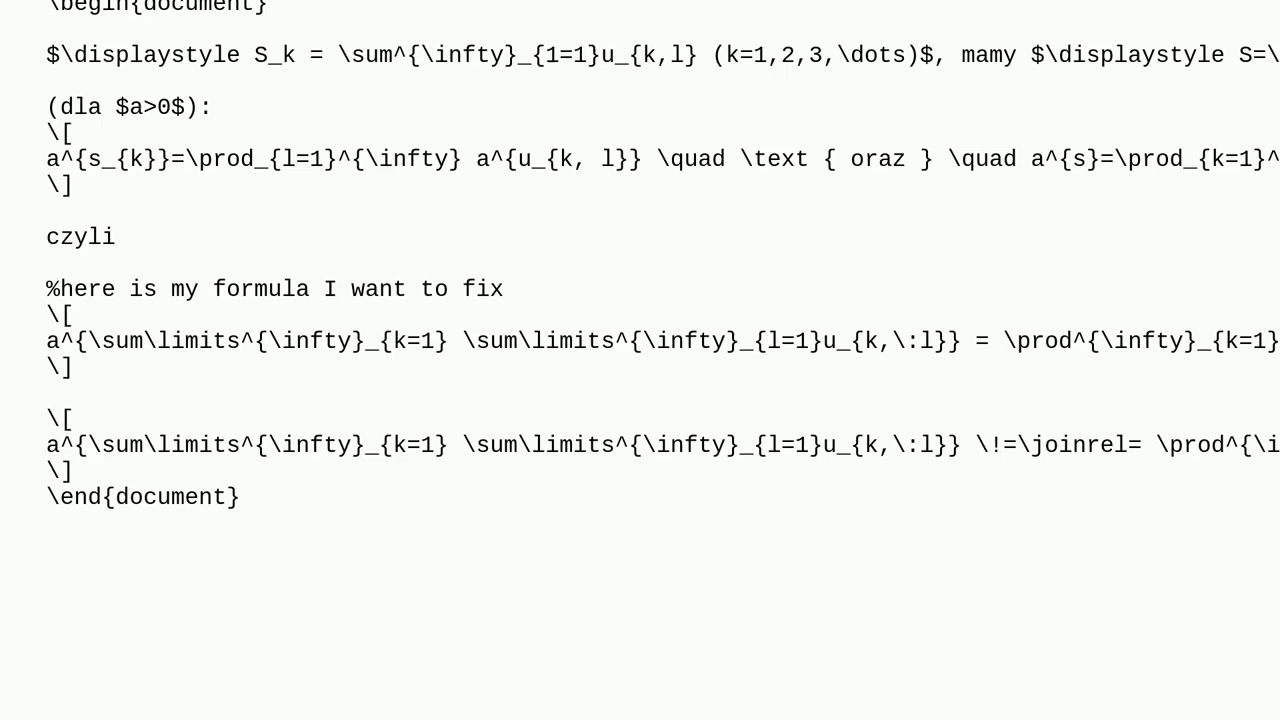 \begin{document}
$\displaystyle S_k = \sum^{\infty}_{1=1}u_{k,l} (k=1,2,3,\dots)$, mamy $\displaystyle S=\
(dla $a>0$):
\[
a^{s_{k}}=\prod_{l=1}^{\infty} a^{u_{k, l}} \quad \text { oraz } \quad a^{s}=\prod_{k=1}^
\]
czyli
%here is my formula I want to fix
\[
a^{\sum\limits^{\infty}_{k=1} \sum\limits^{\infty}_{l=1}u_{k,\:l}} = \prod^{\infty}_{k=1}
\]
\[
a^{\sum\limits^{\infty}_{k=1} \sum\limits^{\infty}_{l=1}u_{k,\:l}} \!=\joinrel= \prod^{\i
\]
\end{document}